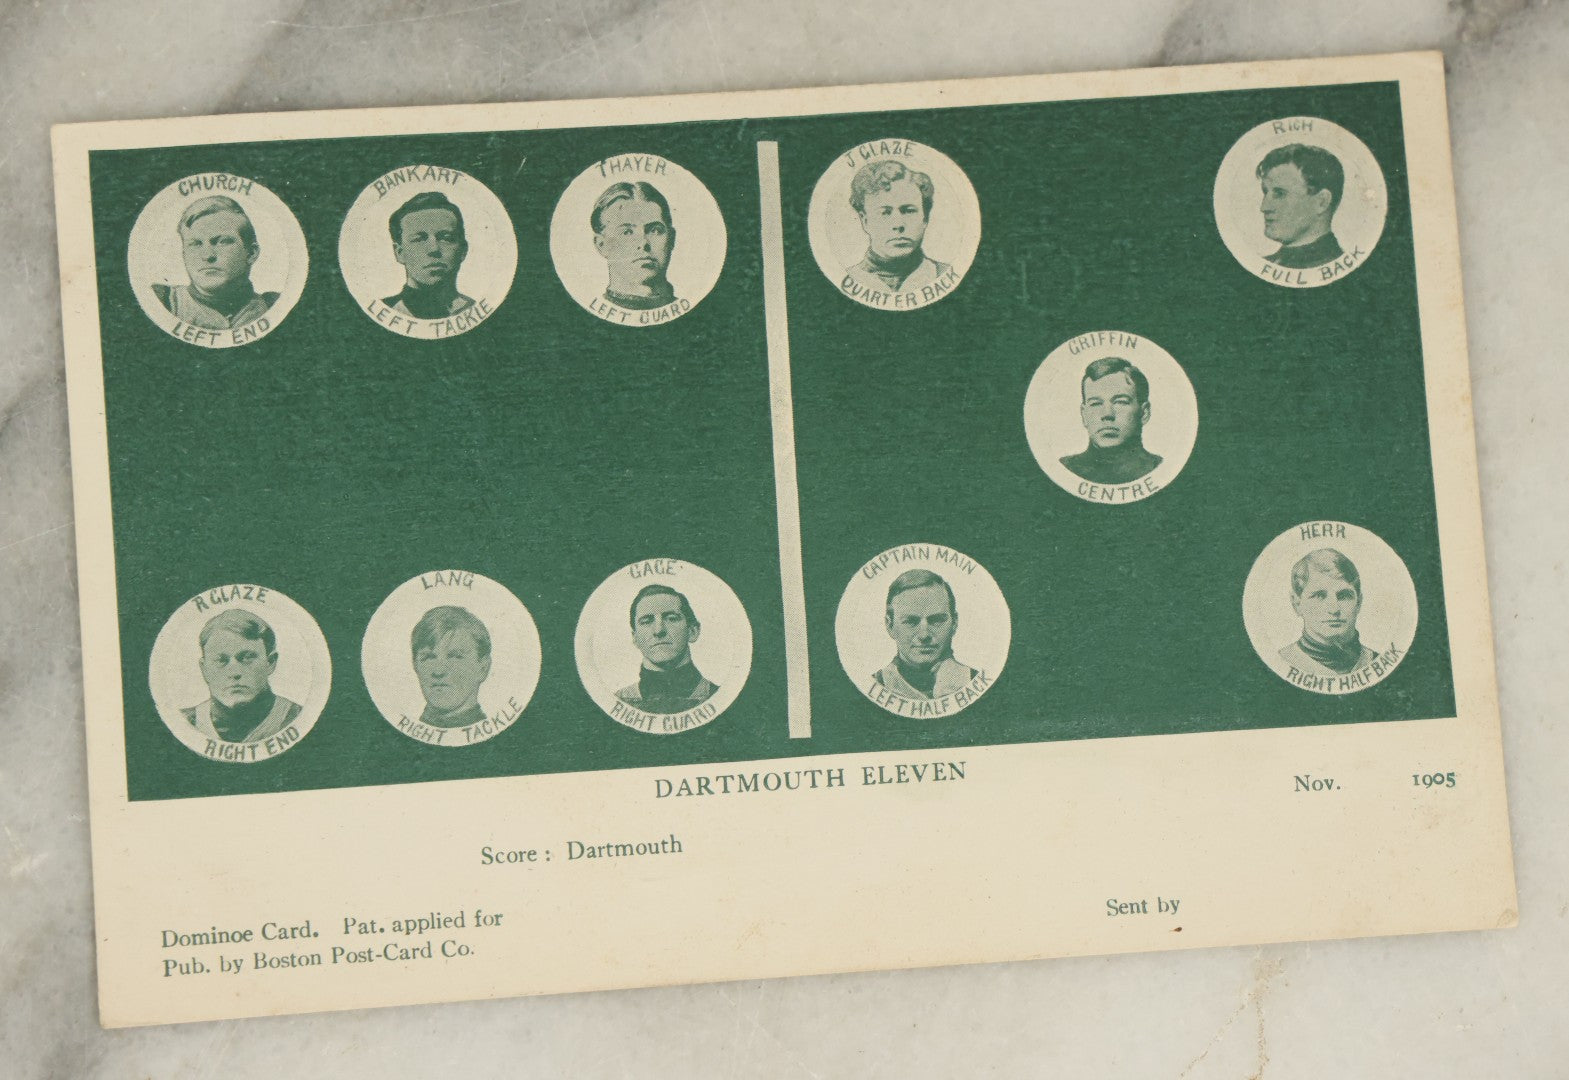 CHURCH
LEFT END
BANKART
LEFT TACKLE
THAYER
LEFT GUARD
J GLAZE
QUARTER BACK
RICH
FULL BACK
GRIFFIN
CENTRE
R GLAZE
RIGHT END
LANG
RIGHT TACKLE
GAGE
RIGHT GUARD
CAPTAIN MAIN
LEFT HALF BACK
HERR
RIGHT HALF BACK
DARTMOUTH ELEVEN
Nov. 1905
Score : Dartmouth
Sent by
Dominoe Card. Pat. applied for
Pub. by Boston Post-Card Co.